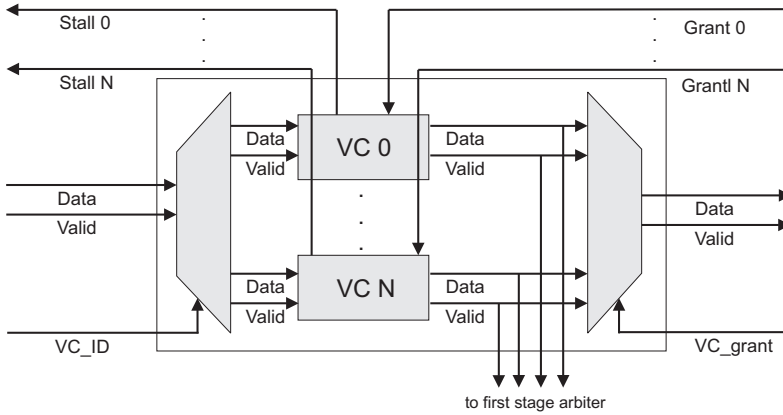 Stall 0
Grant 0
Stall N
Grantl N
Data
Valid
VC 0
Data
Valid
Data
Valid
Data
Valid
Data
Valid
VC N
Data
Valid
VC_ID
VC_grant
to first stage arbiter